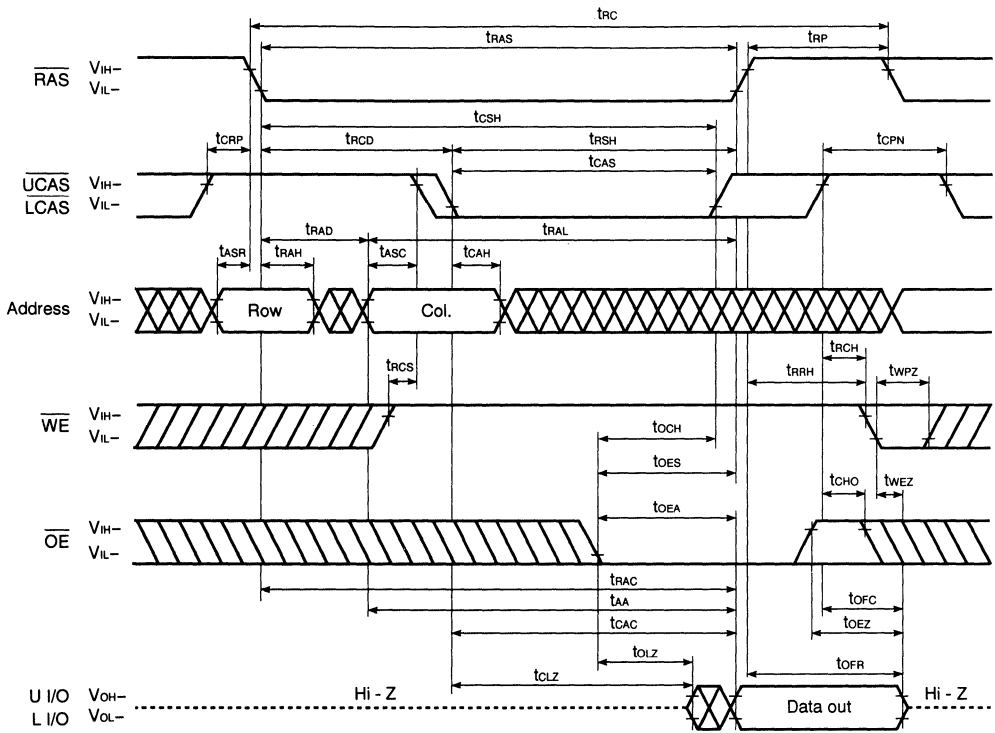 tRC
tRAS tRP
RAS VIH–
VIL–
tCSH
tCRP tRCD tRSH tCPN
tCAS
UCAS VIH–
LCAS VIL–
tRAD tRAL
tASR tRAH tASC tCAH
Address VIH–
VIL–
Row Col.
tRCS tRCH
tRRH tWPZ
WE VIH–
VIL–
tOCH
tOES
tCHO tWEZ
tOEA
OE VIH–
VIL–
tRAC
tAA tOFC
tCAC tOEZ
tOLZ tOFR
tCLZ
U I/O VOH–
L I/O VOL–
Hi - Z Data out Hi - Z